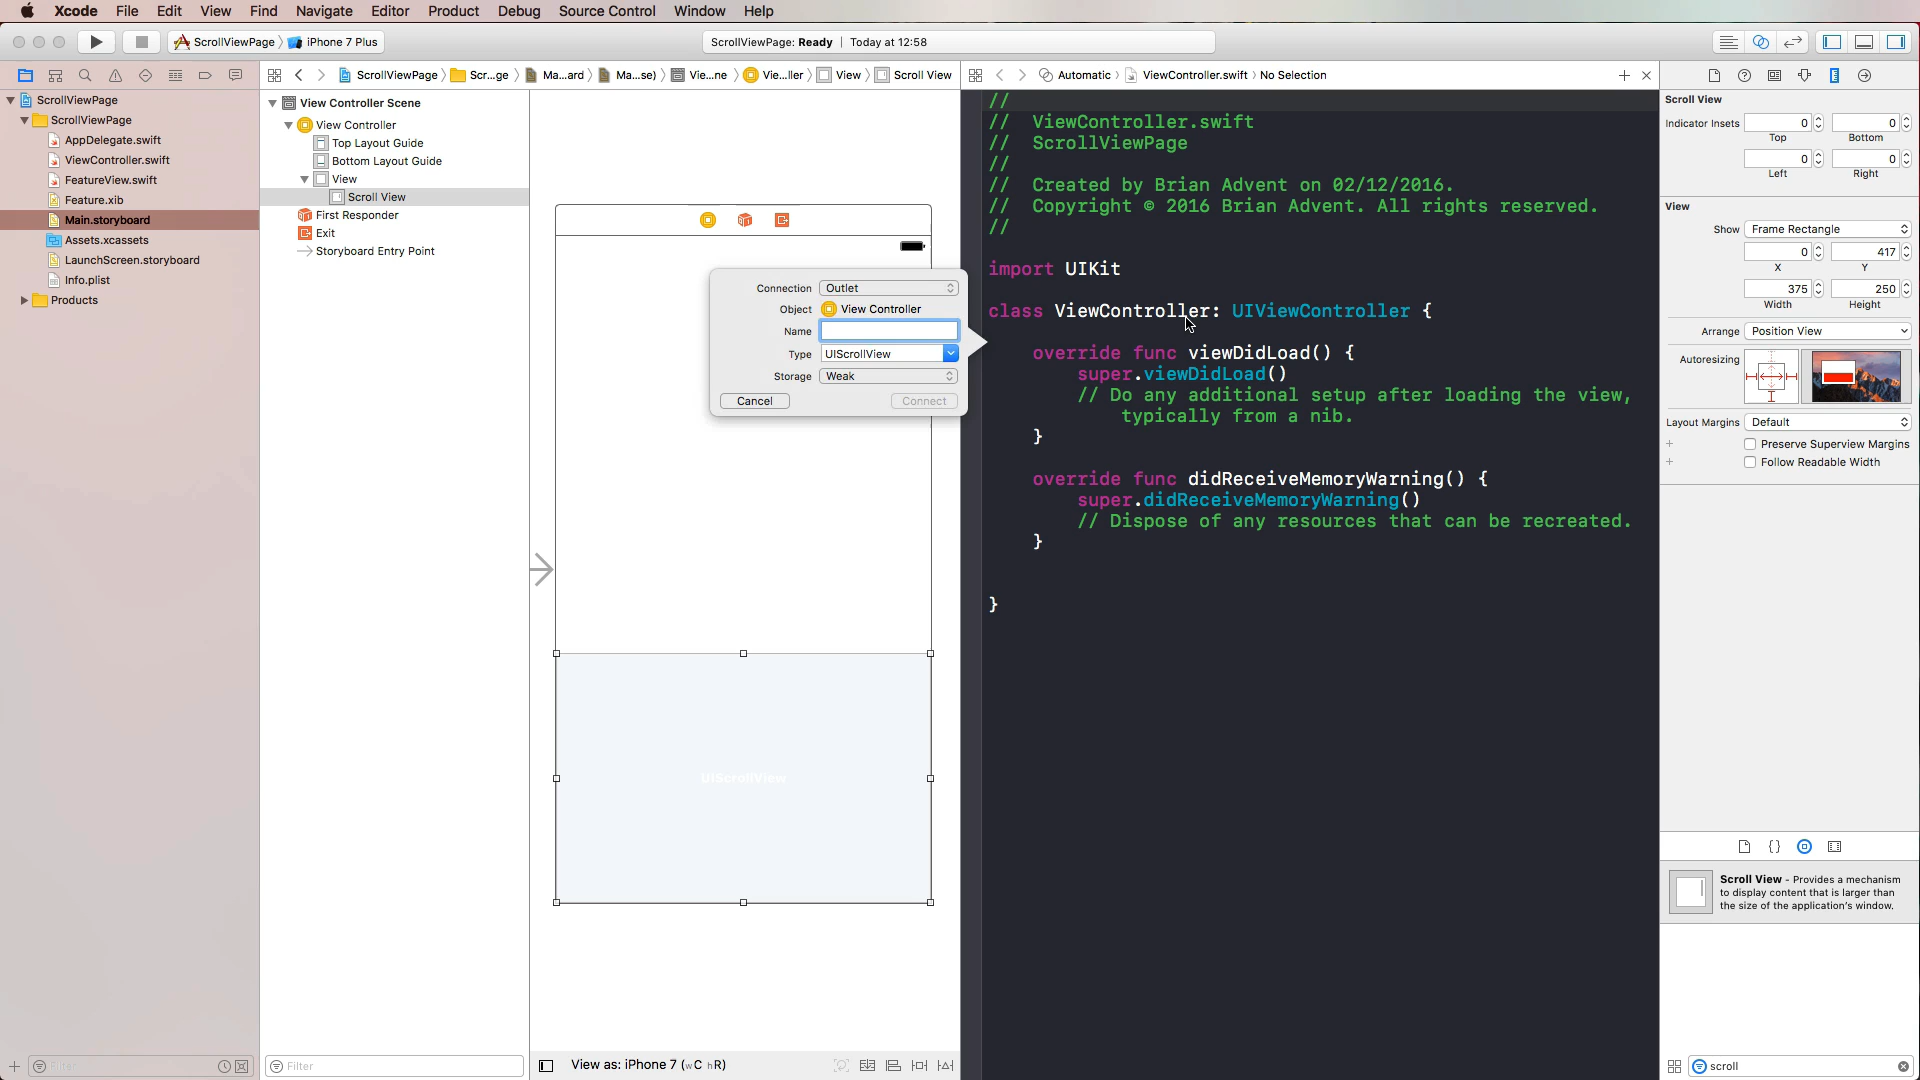 Xcode File Edit View Find Navigate Editor Product Debug Source Control Window Help
ScrollViewPage iPhone 7 Plus
ScrollViewPage: Ready Today at 12:58
ScrollViewPage Scr...ge Ma...ard Ma...se) Vie...ne Vie...ller View Scroll View
Automatic ViewController.swift No Selection
ScrollViewPage
ScrollViewPage
AppDelegate.swift
ViewController.swift
FeatureView.swift
Feature.xib
Main.storyboard
Assets.xcassets
LaunchScreen.storyboard
Info.plist
Products
Filter
View Controller Scene
View Controller
Top Layout Guide
Bottom Layout Guide
View
Scroll View
First Responder
Exit
Storyboard Entry Point
Filter
Connection Outlet
Object View Controller
Name
Type UIScrollView
Storage Weak
Cancel Connect
UIScrollView
View as: iPhone 7 (wC hR)
//
// ViewController.swift
// ScrollViewPage
//
// Created by Brian Advent on 02/12/2016.
// Copyright © 2016 Brian Advent. All rights reserved.
//
import UIKit
class ViewController: UIViewController {
override func viewDidLoad() {
super.viewDidLoad()
// Do any additional setup after loading the view,
typically from a nib.
}
override func didReceiveMemoryWarning() {
super.didReceiveMemoryWarning()
// Dispose of any resources that can be recreated.
}
}
Scroll View
Indicator Insets 0 0
Top Bottom
0 0
Left Right
View
Show Frame Rectangle
0 417
X Y
375 250
Width Height
Arrange Position View
Autoresizing
Layout Margins Default
+ Preserve Superview Margins
+ Follow Readable Width
Scroll View - Provides a mechanism
to display content that is larger than
the size of the application's window.
scroll